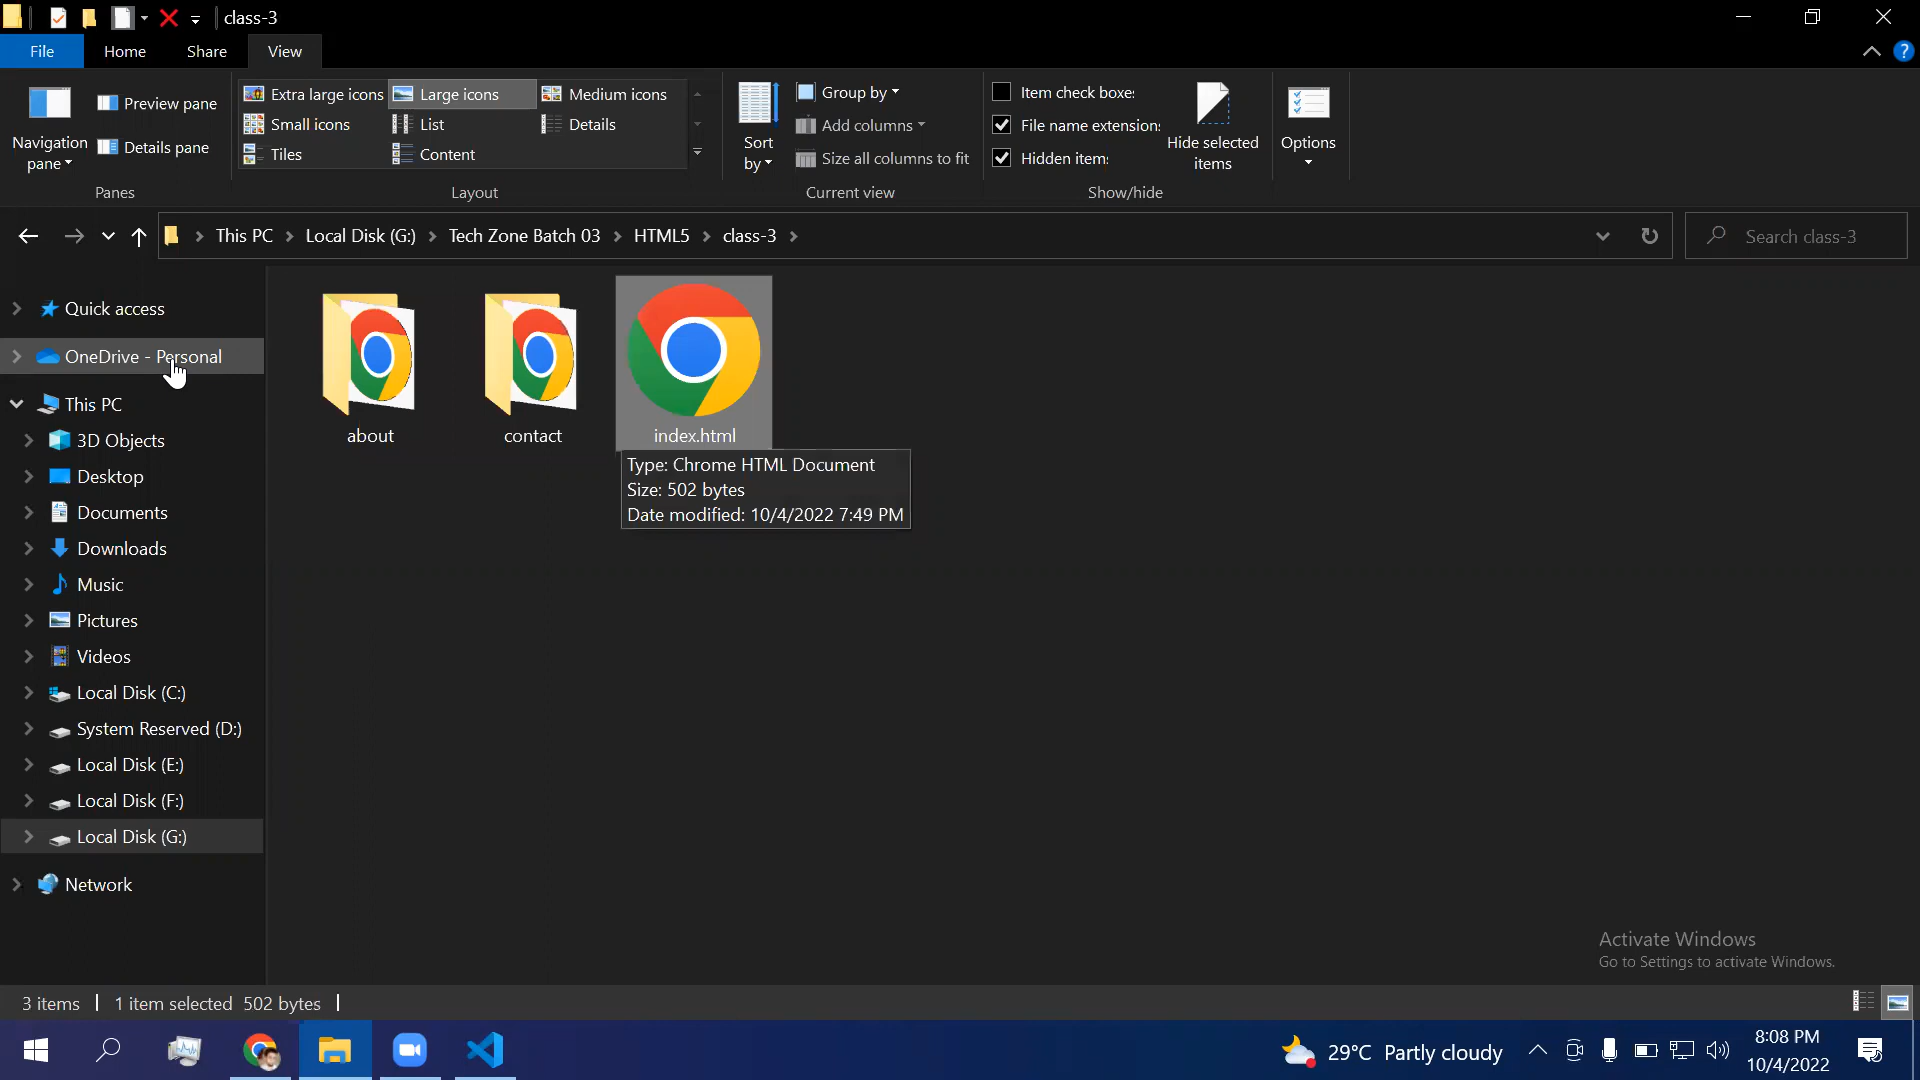 class-3
File Home Share View
Navigation pane
Preview pane
Details pane
Panes
Extra large icons Large icons Medium icons
Small icons List Details
Tiles Content
Layout
Sort by
Group by
Add columns
Size all columns to fit
Current view
Item check boxes
File name extensions
Hidden items
Show/hide
Hide selected items
Options
This PC Local Disk (G:) Tech Zone Batch 03 HTML5 class-3
Search class-3
Quick access
OneDrive - Personal
This PC
3D Objects
Desktop
Documents
Downloads
Music
Pictures
Videos
Local Disk (C:)
System Reserved (D:)
Local Disk (E:)
Local Disk (F:)
Local Disk (G:)
Network
about
contact
index.html
Type: Chrome HTML Document
Size: 502 bytes
Date modified: 10/4/2022 7:49 PM
Activate Windows
Go to Settings to activate Windows.
3 items 1 item selected 502 bytes
29°C Partly cloudy
8:08 PM
10/4/2022